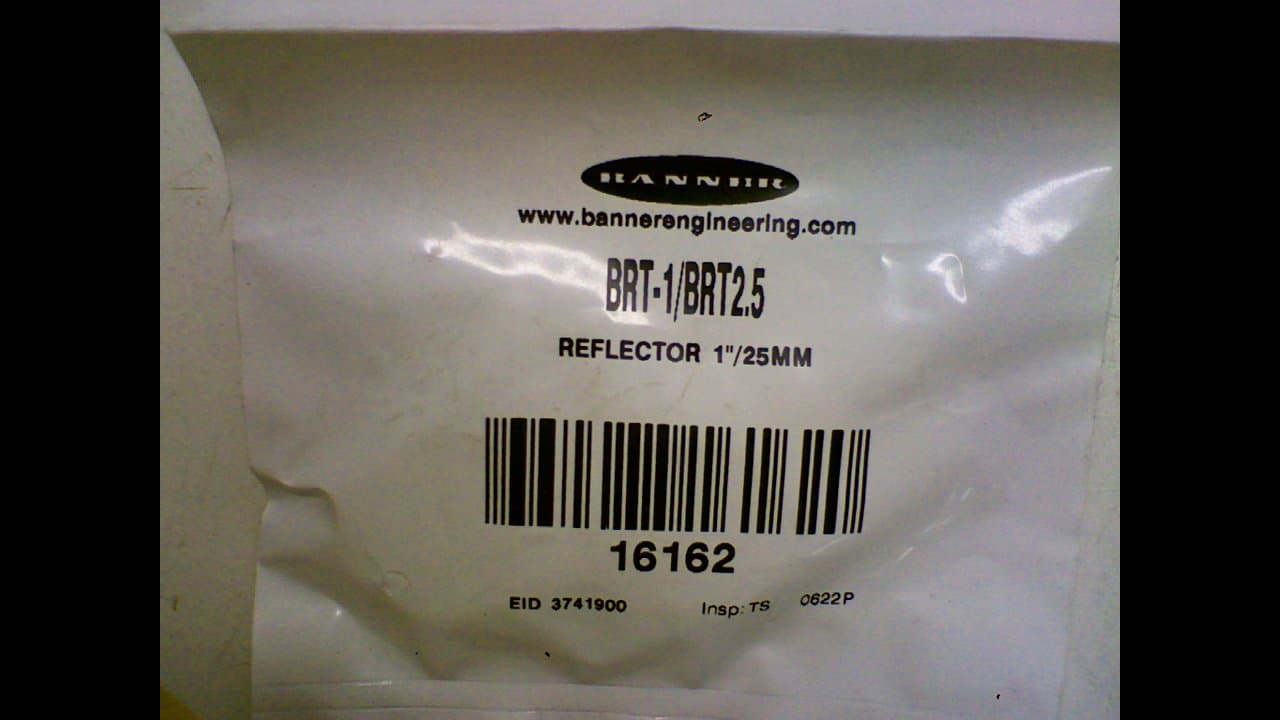 BANNER
www.bannerengineering.com
BRT-1/BRT2.5
REFLECTOR 1"/25MM
16162
EID 3741900 Insp: TS 0622P